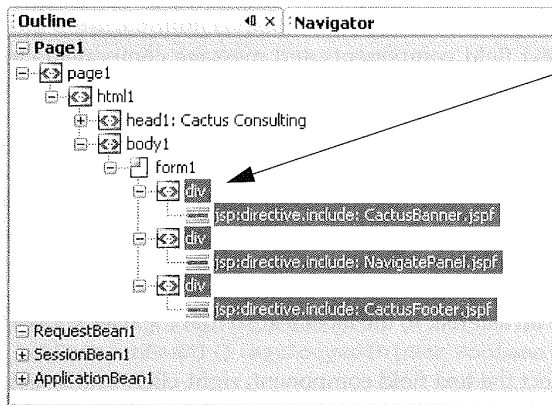 Outline
Navigator
Page1
page1
html1
head1: Cactus Consulting
body1
form1
div
jsp:directive.include: CactusBanner.jspf
div
jsp:directive.include: NavigatePanel.jspf
div
jsp:directive.include: CactusFooter.jspf
RequestBean1
SessionBean1
ApplicationBean1